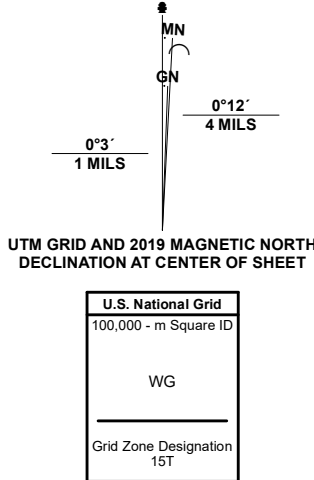 MN
GN
0°12´
4 MILS
0°3´
1 MILS
UTM GRID AND 2019 MAGNETIC NORTH
DECLINATION AT CENTER OF SHEET
U.S. National Grid
100,000 - m Square ID
WG
Grid Zone Designation
15T